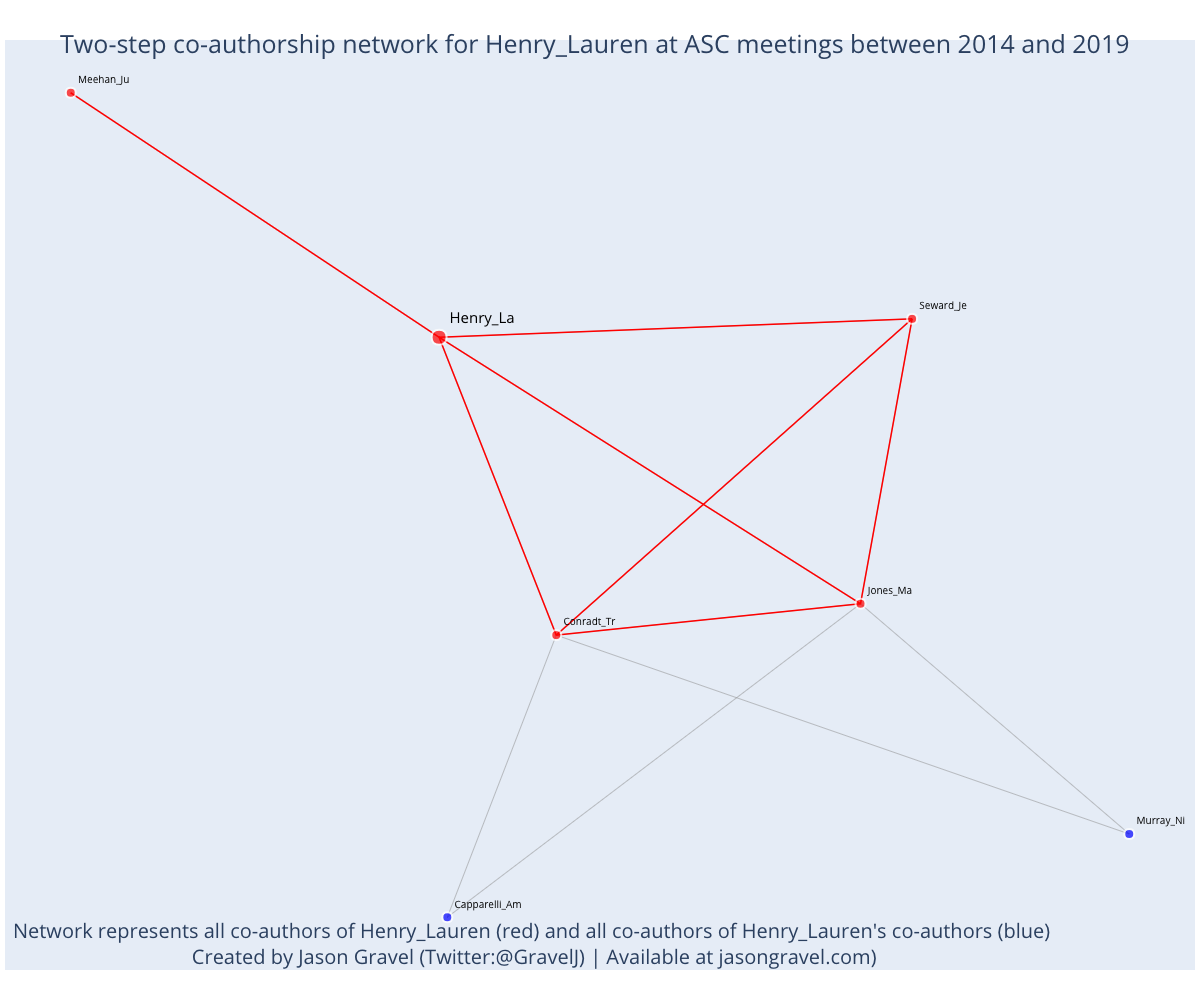 Two-step co-authorship network for Henry_Lauren at ASC meetings between 2014 and 2019
Meehan_Ju
Seward_Je
Henry_La
Jones_Ma
Conradt_Tr
Murray_Ni
Capparelli_Am
Network represents all co-authors of Henry_Lauren (red) and all co-authors of Henry_Lauren's co-authors (blue)
Created by Jason Gravel (Twitter:@GravelJ) | Available at jasongravel.com)